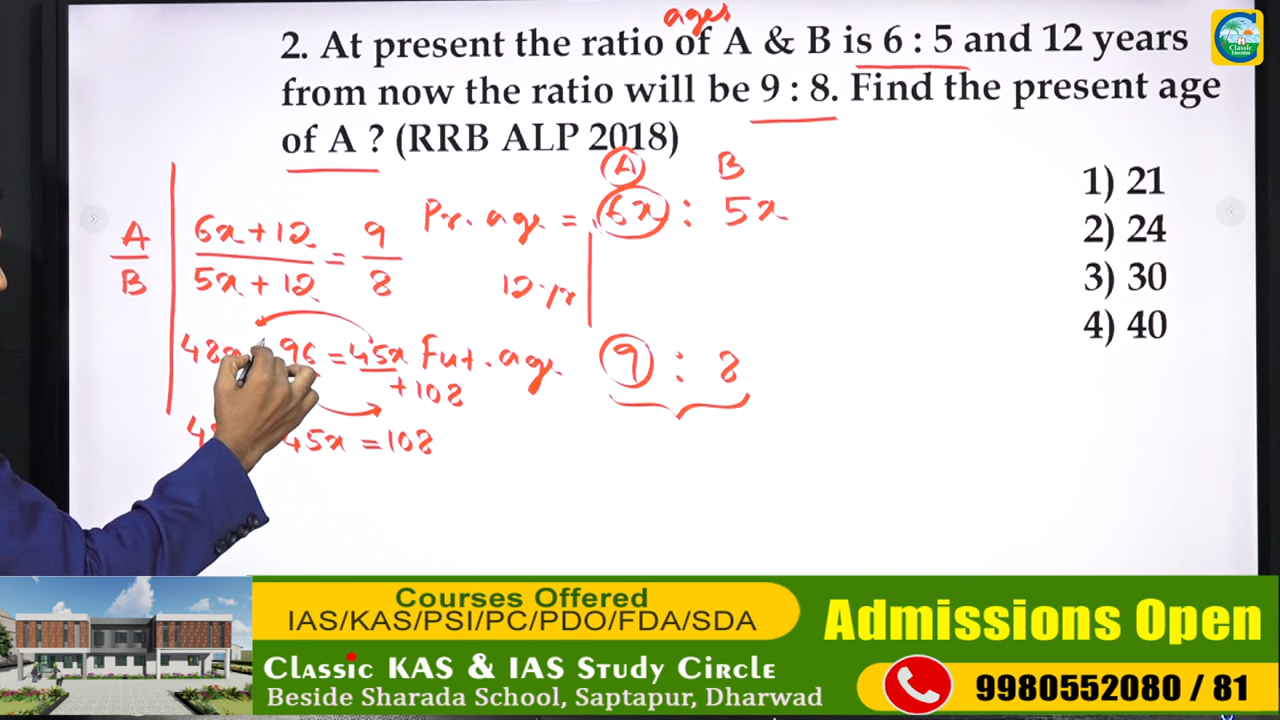 ages
2. At present the ratio of A & B is 6 : 5 and 12 years
from now the ratio will be 9 : 8. Find the present age
of A ? (RRB ALP 2018)
1) 21
2) 24
3) 30
4) 40
A B
Pr. age = 6x : 5x
12 yr
Fut. age 9 : 8
A
B
6x+12 = 9
5x+12 8
96 = 45x
+108
45x = 108
Classic
Education
Courses Offered
IAS/KAS/PSI/PC/PDO/FDA/SDA
Classic KAS & IAS Study Circle
Beside Sharada School, Saptapur, Dharwad
Admissions Open
9980552080 / 81